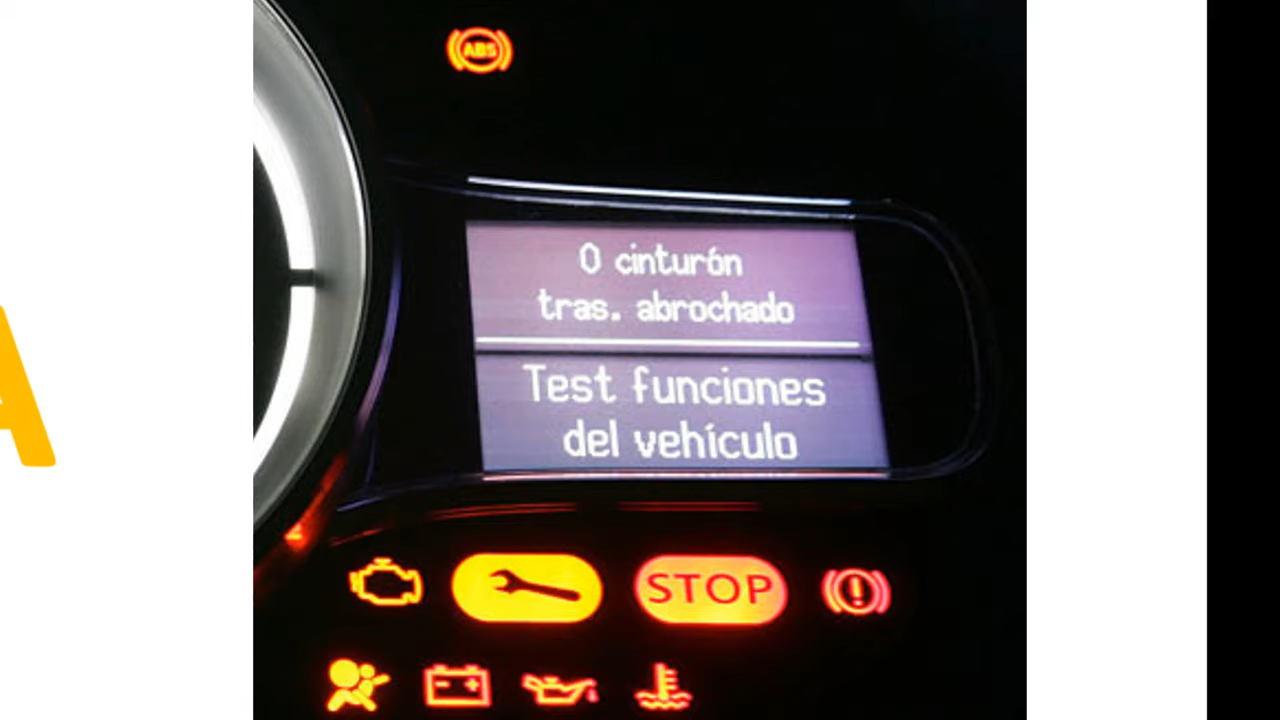 A
ABS
0 cinturón
tras. abrochado
Test funciones
del vehículo
STOP